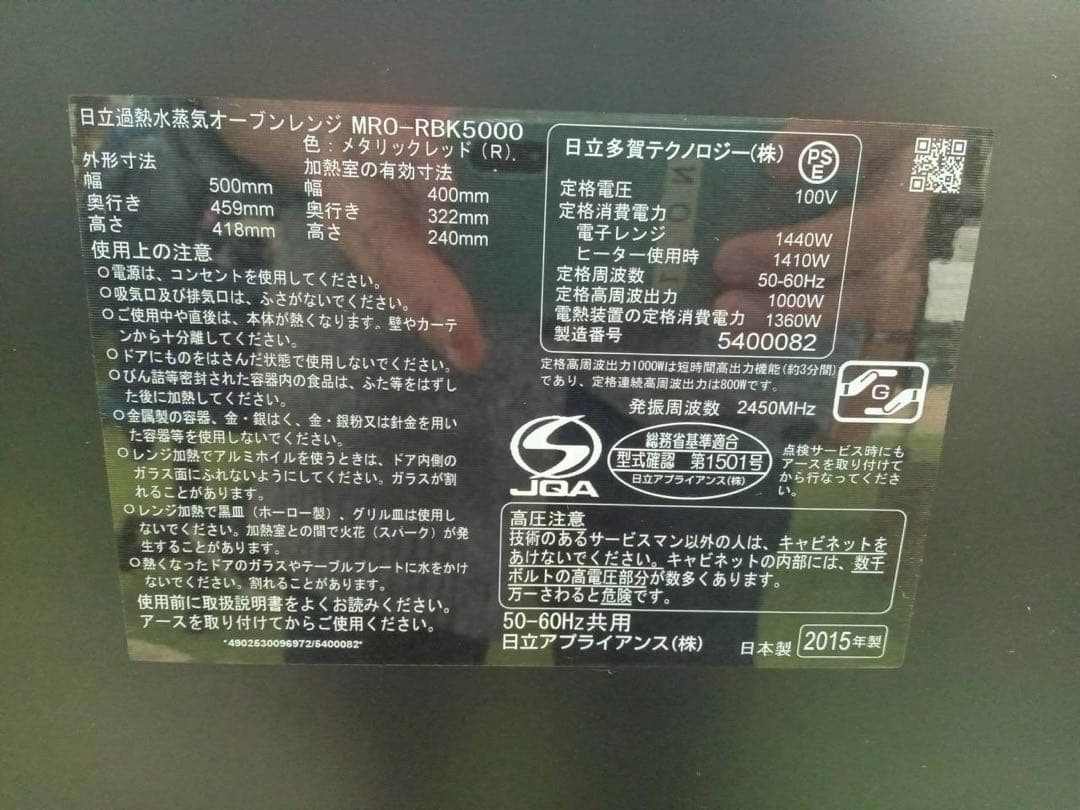 日立過熱水蒸気オーブンレンジ MRO-RBK5000
色：メタリックレッド（R）.
外形寸法
幅 500mm
奥行き 459mm
高さ 418mm
加熱室の有効寸法
幅 400mm
奥行き 322mm
高さ 240mm
使用上の注意
○電源は、コンセントを使用してください。
○吸気口及び排気口は、ふさがないでください。
○ご使用中や直後は、本体が熱くなります。壁やカーテ
ンから十分離してください。
○ドアにものをはさんだ状態で使用しないでください。
○びん詰等密封された容器内の食品は、ふた等をはずし
た後に加熱してください。
○金属製の容器、金・銀はく、金・銀粉又は針金を用い
た容器等を使用しないでください。
○レンジ加熱でアルミホイルを使うときは、ドア内側の
ガラス面にふれないようにしてください。ガラスが割
れることがあります。
○レンジ加熱で黒皿（ホーロー製）、グリル皿は使用し
ないでください。加熱室との間で火花（スパーク）が発
生することがあります。
○熱くなったドアのガラスやテーブルプレートに水をかけ
ないでください。割れることがあります。
使用前に取扱説明書をよくお読みください。
アースを取り付けてからご使用ください。
*4902530096972/5400082*
日立多賀テクノロジー(株)
PS
E
定格電圧 100V
定格消費電力
電子レンジ 1440W
ヒーター使用時 1410W
定格周波数 50-60Hz
定格高周波出力 1000W
電熱装置の定格消費電力 1360W
製造番号 5400082
定格高周波出力1000Wは短時間高出力機能(約3分間)
であり、定格連続高周波出力は800Wです。
発振周波数 2450MHz
G
JQA
総務省基準適合
型式確認 第1501号
日立アプライアンス(株)
点検サービス時にも
アースを取り付けて
から行なってくださ
い。
高圧注意
技術のあるサービスマン以外の人は、キャビネットを
あけないでください。キャビネットの内部には、数千
ボルトの高電圧部分が数多くあります。
万一さわると危険です。
50-60Hz共用
日立アプライアンス(株)
日本製 2015年製